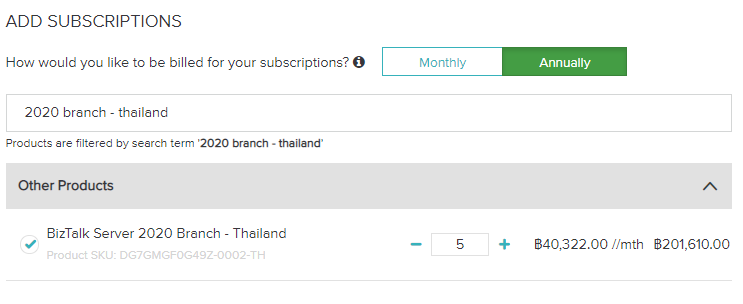 ADD SUBSCRIPTIONS
How would you like to be billed for your subscriptions? Monthly Annually
2020 branch - thailand
Products are filtered by search term '2020 branch - thailand'
Other Products
BizTalk Server 2020 Branch - Thailand
Product SKU: DG7GMGF0G49Z-0002-TH
− 5 + ฿40,322.00 //mth ฿201,610.00